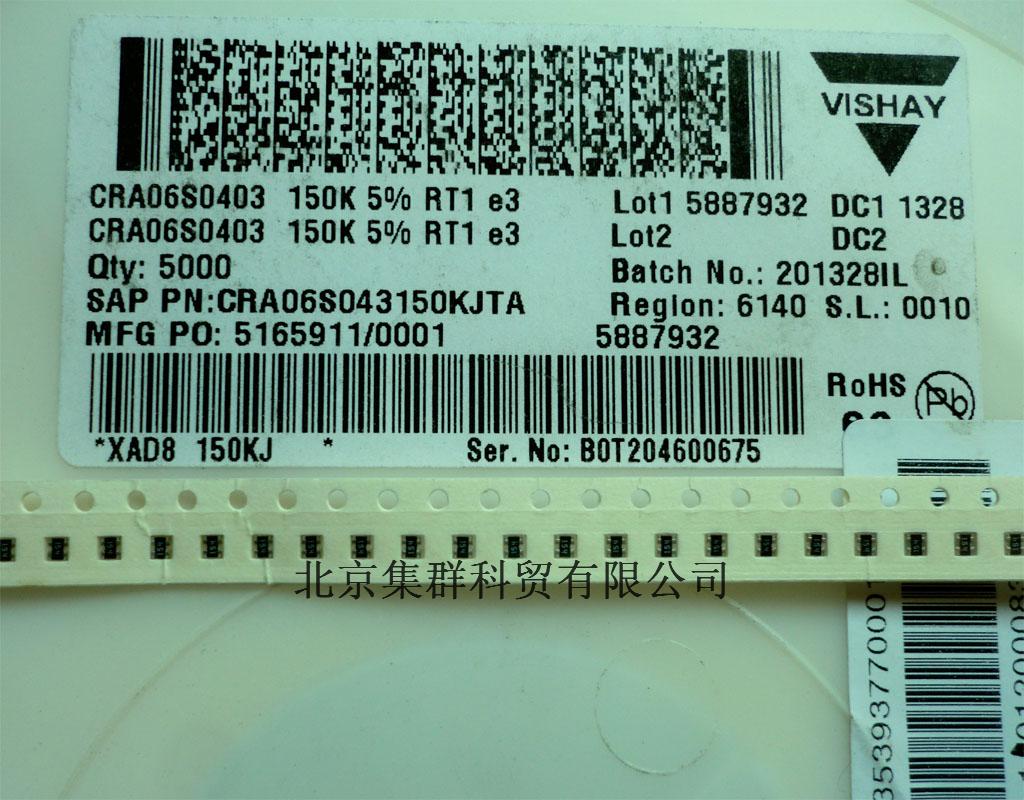 VISHAY
CRA06S0403 150K 5% RT1 e3 Lot1 5887932 DC1 1328
CRA06S0403 150K 5% RT1 e3 Lot2 DC2
Qty: 5000 Batch No.: 201328IL
SAP PN:CRA06S043150KJTA Region: 6140 S.L.: 0010
MFG PO: 5165911/0001 5887932
RoHS Pb
*XAD8 150KJ * Ser. No: B0T204600675
北京集群科贸有限公司